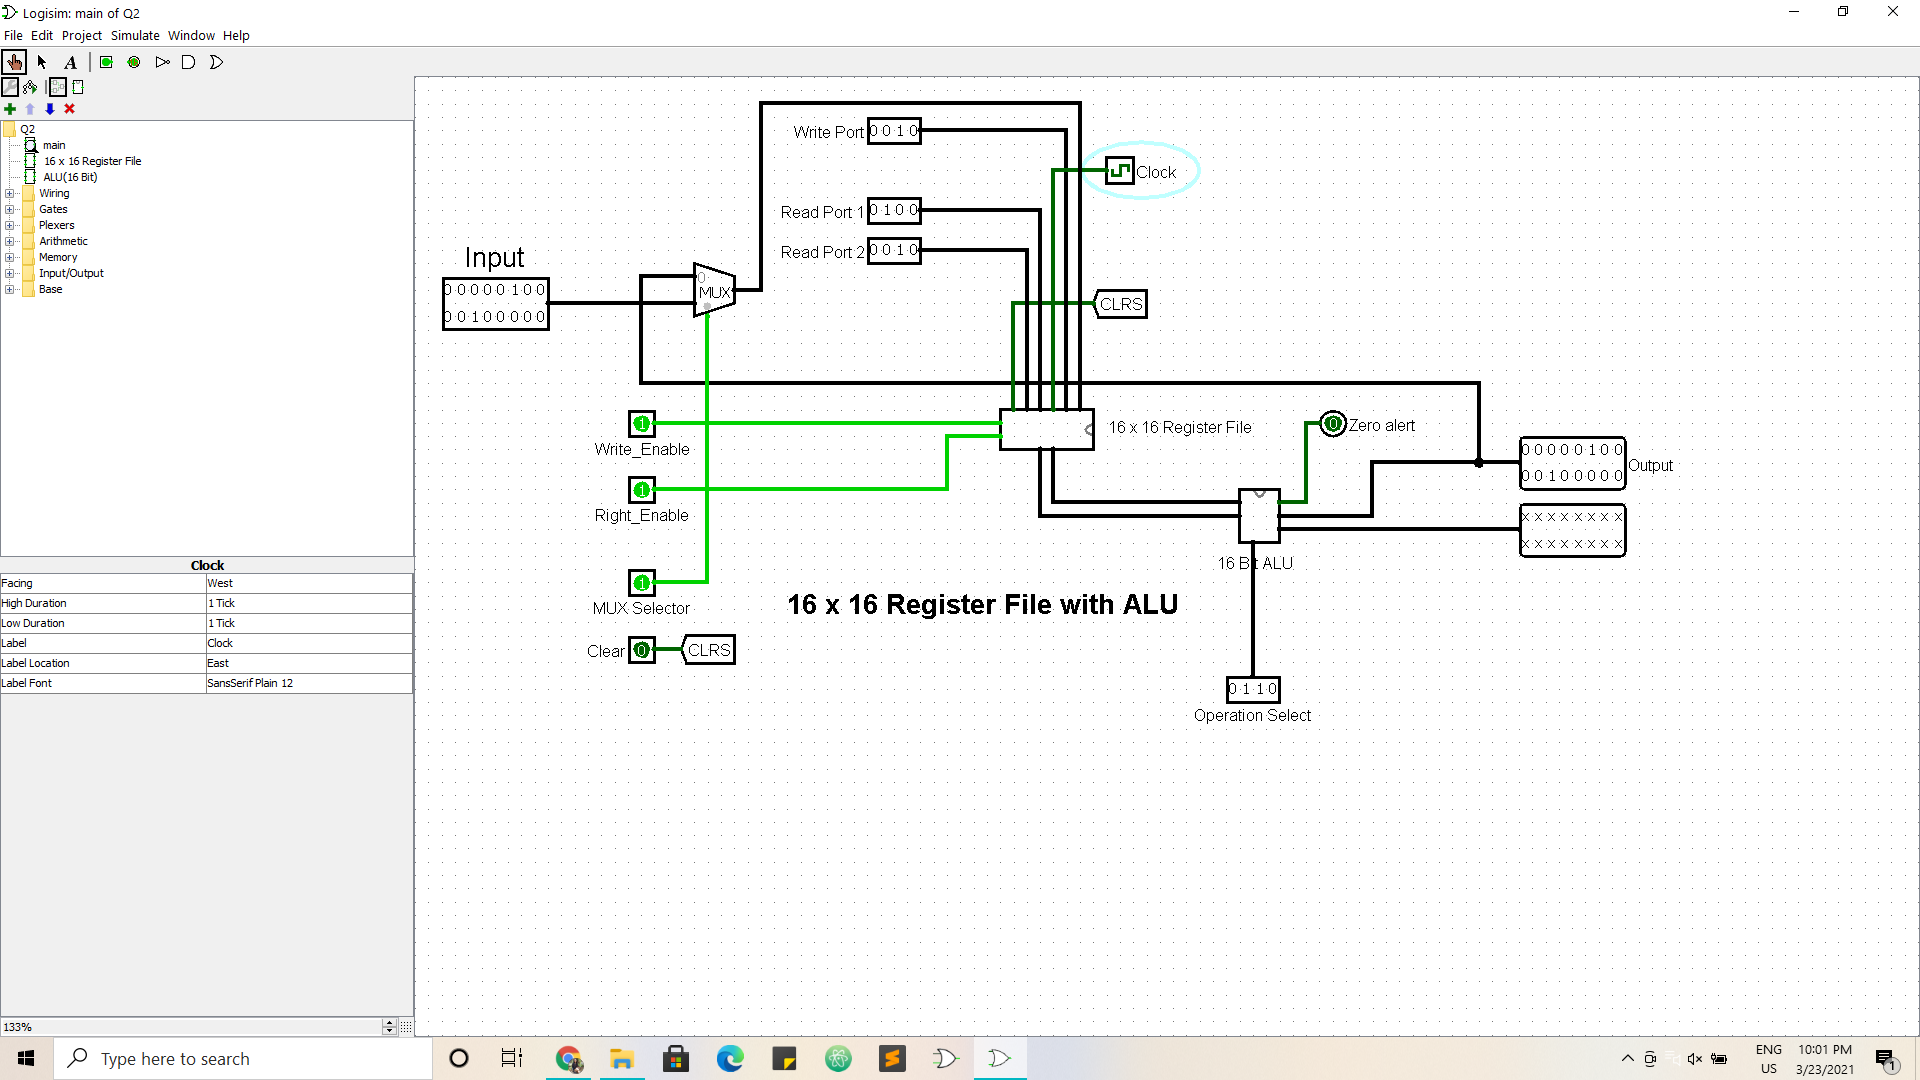 Logisim: main of Q2
File Edit Project Simulate Window Help
A
Q2
main
16 x 16 Register File
ALU(16 Bit)
Wiring
Gates
Plexers
Arithmetic
Memory
Input/Output
Base
Clock
Facing West
High Duration 1 Tick
Low Duration 1 Tick
Label Clock
Label Location East
Label Font SansSerif Plain 12
133%
Write Port 0 0 1 0
Clock
Read Port 1 0 1 0 0
Read Port 2 0 0 1 0
Input
0 0 0 0 0 1 0 0
0 0 1 0 0 0 0 0
0
MUX
CLRS
1
Write_Enable
16 x 16 Register File
0 Zero alert
1
Right_Enable
0 0 0 0 0 1 0 0
0 0 1 0 0 0 0 0
Output
x x x x x x x x
x x x x x x x x
16 Bit ALU
1
MUX Selector
16 x 16 Register File with ALU
Clear 0 CLRS
0 1 1 0
Operation Select
Type here to search
ENG
US
10:01 PM
3/23/2021
1